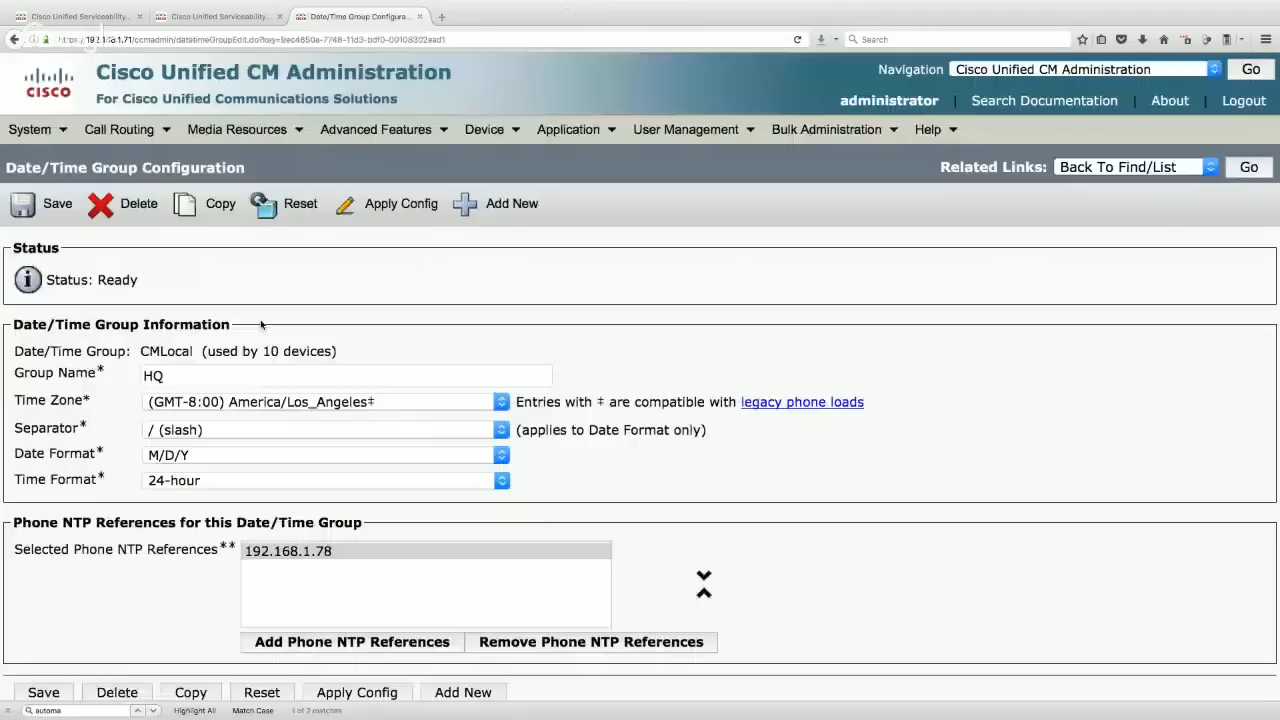 Cisco Unified Serviceability... × Cisco Unified Serviceability... × Date/Time Group Configura... × +
Search
CISCO
Cisco Unified CM Administration
For Cisco Unified Communications Solutions
Navigation Cisco Unified CM Administration Go
administrator | Search Documentation | About | Logout
System Call Routing Media Resources Advanced Features Device Application User Management Bulk Administration Help
Date/Time Group Configuration Related Links: Back To Find/List Go
Save Delete Copy Reset Apply Config Add New
Status
i Status: Ready
Date/Time Group Information
Date/Time Group: CMLocal (used by 10 devices)
Group Name* HQ
Time Zone* (GMT-8:00) America/Los_Angeles‡ Entries with ‡ are compatible with legacy phone loads
Separator* / (slash) (applies to Date Format only)
Date Format* M/D/Y
Time Format* 24-hour
Phone NTP References for this Date/Time Group
Selected Phone NTP References** 192.168.1.78
Add Phone NTP References Remove Phone NTP References
Save Delete Copy Reset Apply Config Add New
automa Highlight All Match Case 1 of 2 matches